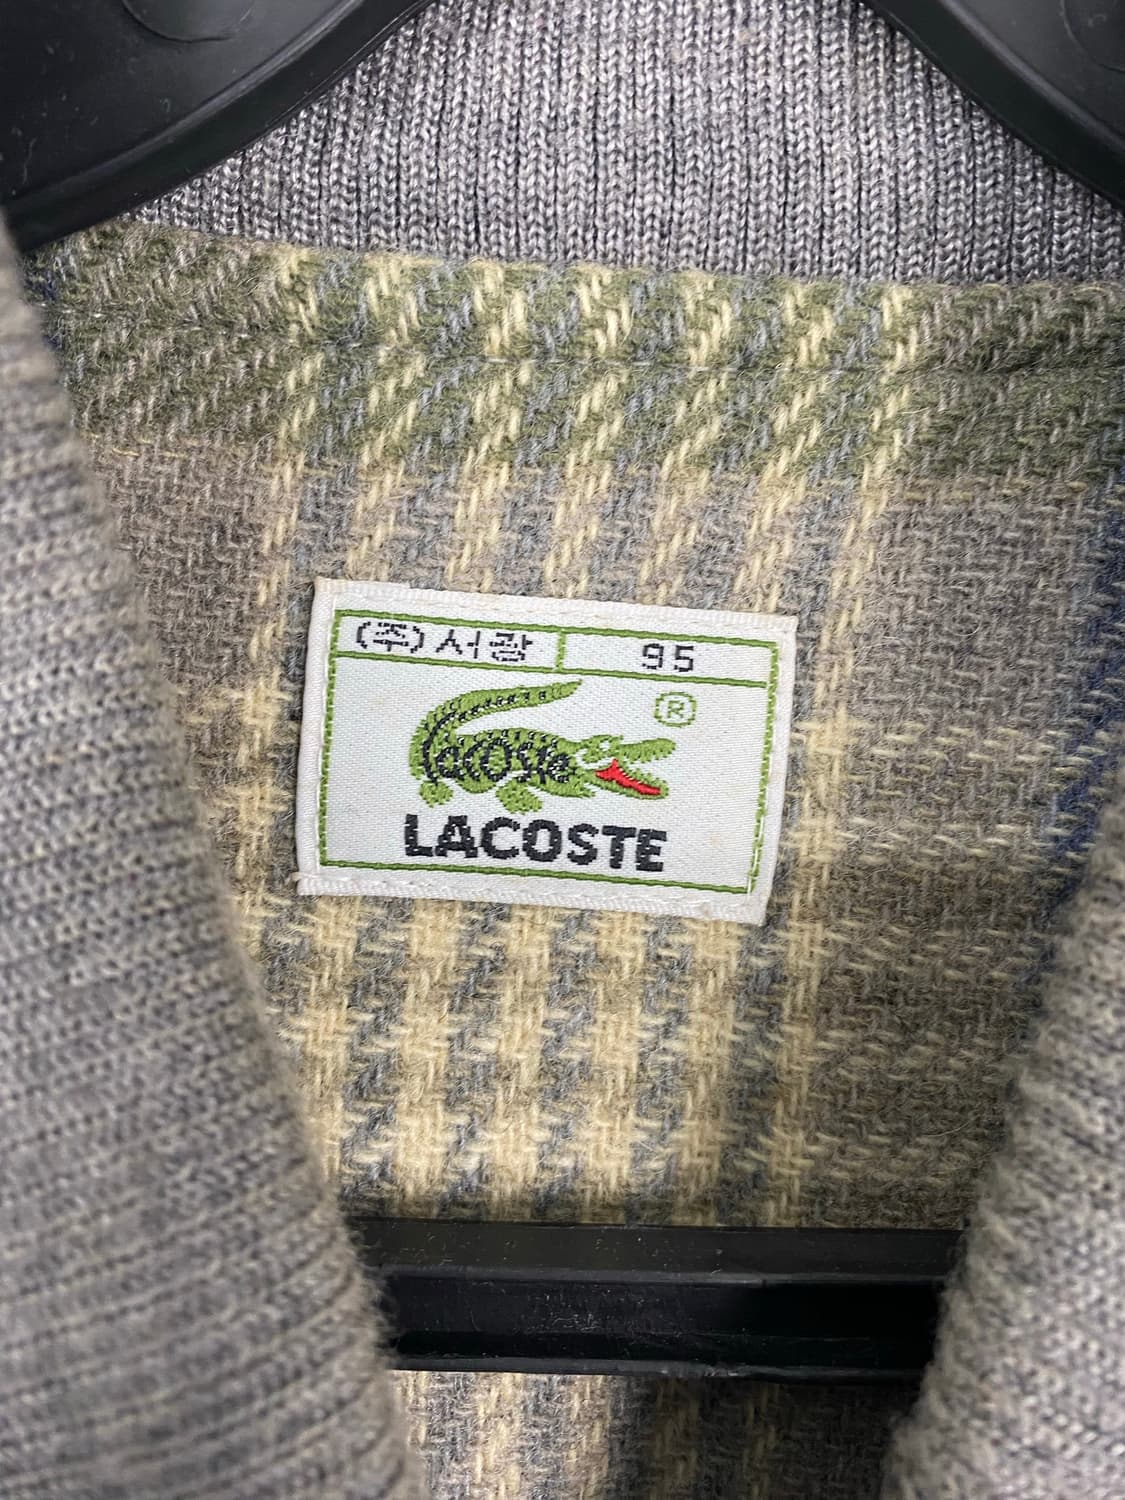 (주)서광 95
®
Lacoste
LACOSTE